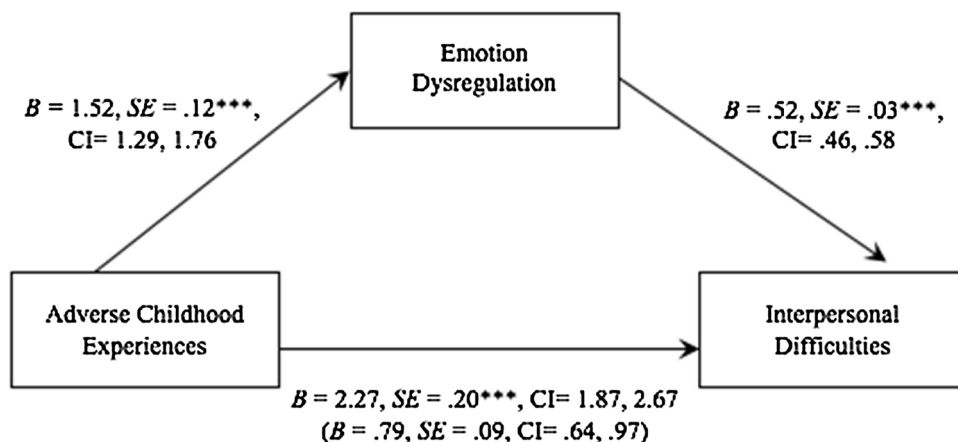 Emotion
Dysregulation
B = 1.52, SE = .12***,
CI= 1.29, 1.76
B = .52, SE = .03***,
CI= .46, .58
Adverse Childhood
Experiences
Interpersonal
Difficulties
B = 2.27, SE = .20***, CI= 1.87, 2.67
(B = .79, SE = .09, CI= .64, .97)